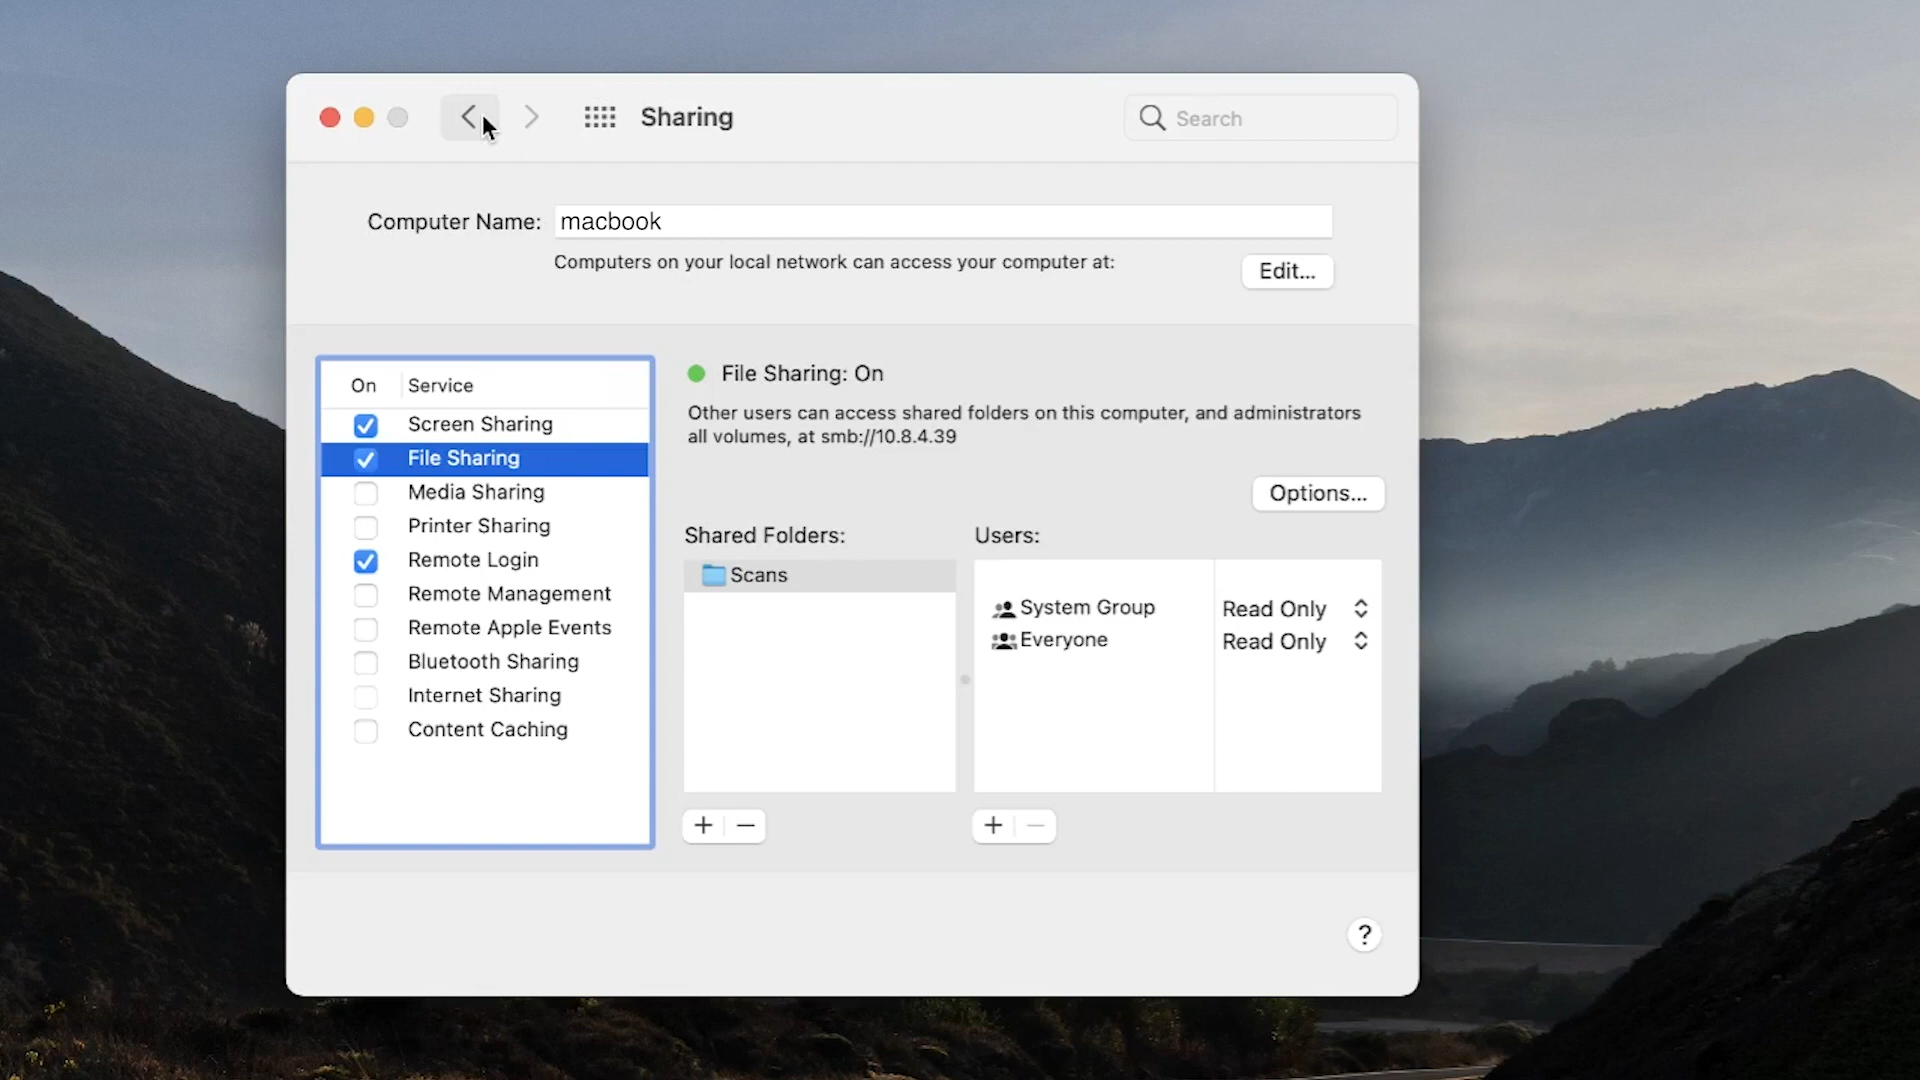 Sharing
Search
Computer Name: macbook
Computers on your local network can access your computer at:
Edit...
On Service
Screen Sharing
File Sharing
Media Sharing
Printer Sharing
Remote Login
Remote Management
Remote Apple Events
Bluetooth Sharing
Internet Sharing
Content Caching
File Sharing: On
Other users can access shared folders on this computer, and administrators
all volumes, at smb://10.8.4.39
Options...
Shared Folders:
Scans
Users:
System Group Read Only
Everyone Read Only
+ −
+ −
?